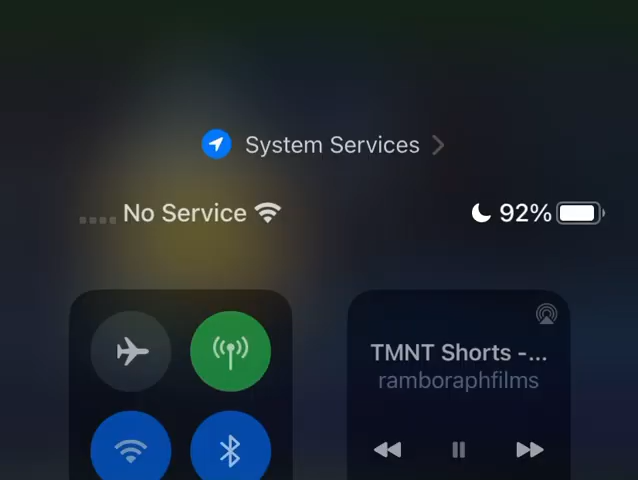 System Services
No Service
92%
TMNT Shorts -...
ramboraphfilms